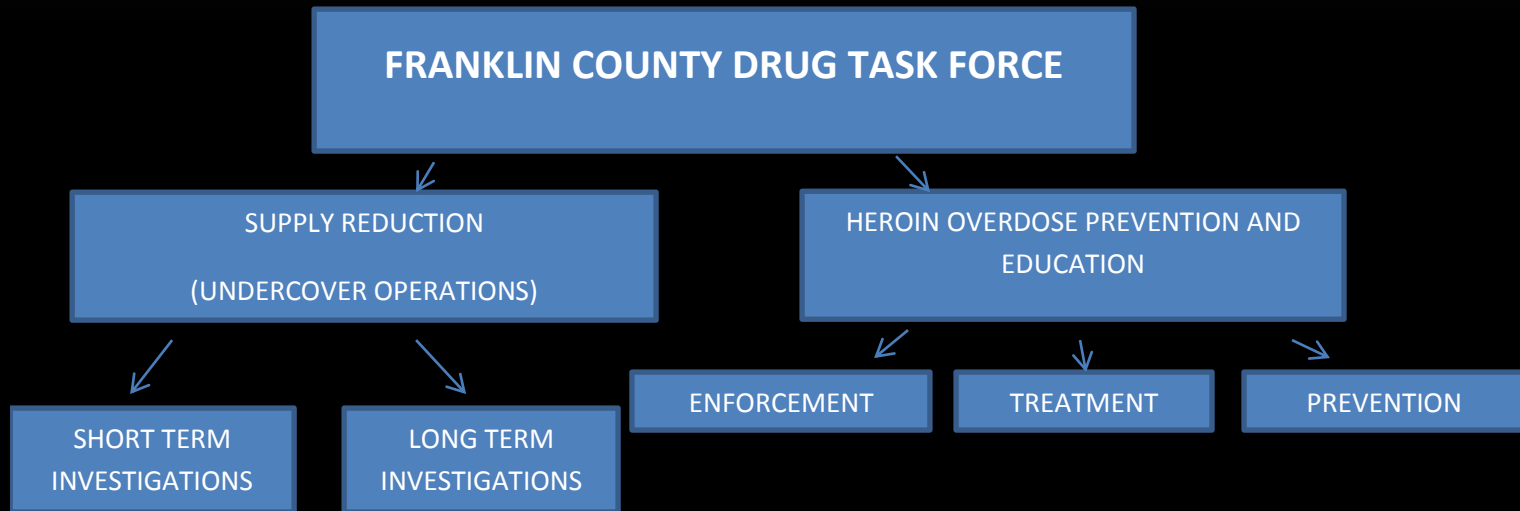 FRANKLIN COUNTY DRUG TASK FORCE
SUPPLY REDUCTION
(UNDERCOVER OPERATIONS)
HEROIN OVERDOSE PREVENTION AND
EDUCATION
SHORT TERM
INVESTIGATIONS
LONG TERM
INVESTIGATIONS
ENFORCEMENT
TREATMENT
PREVENTION